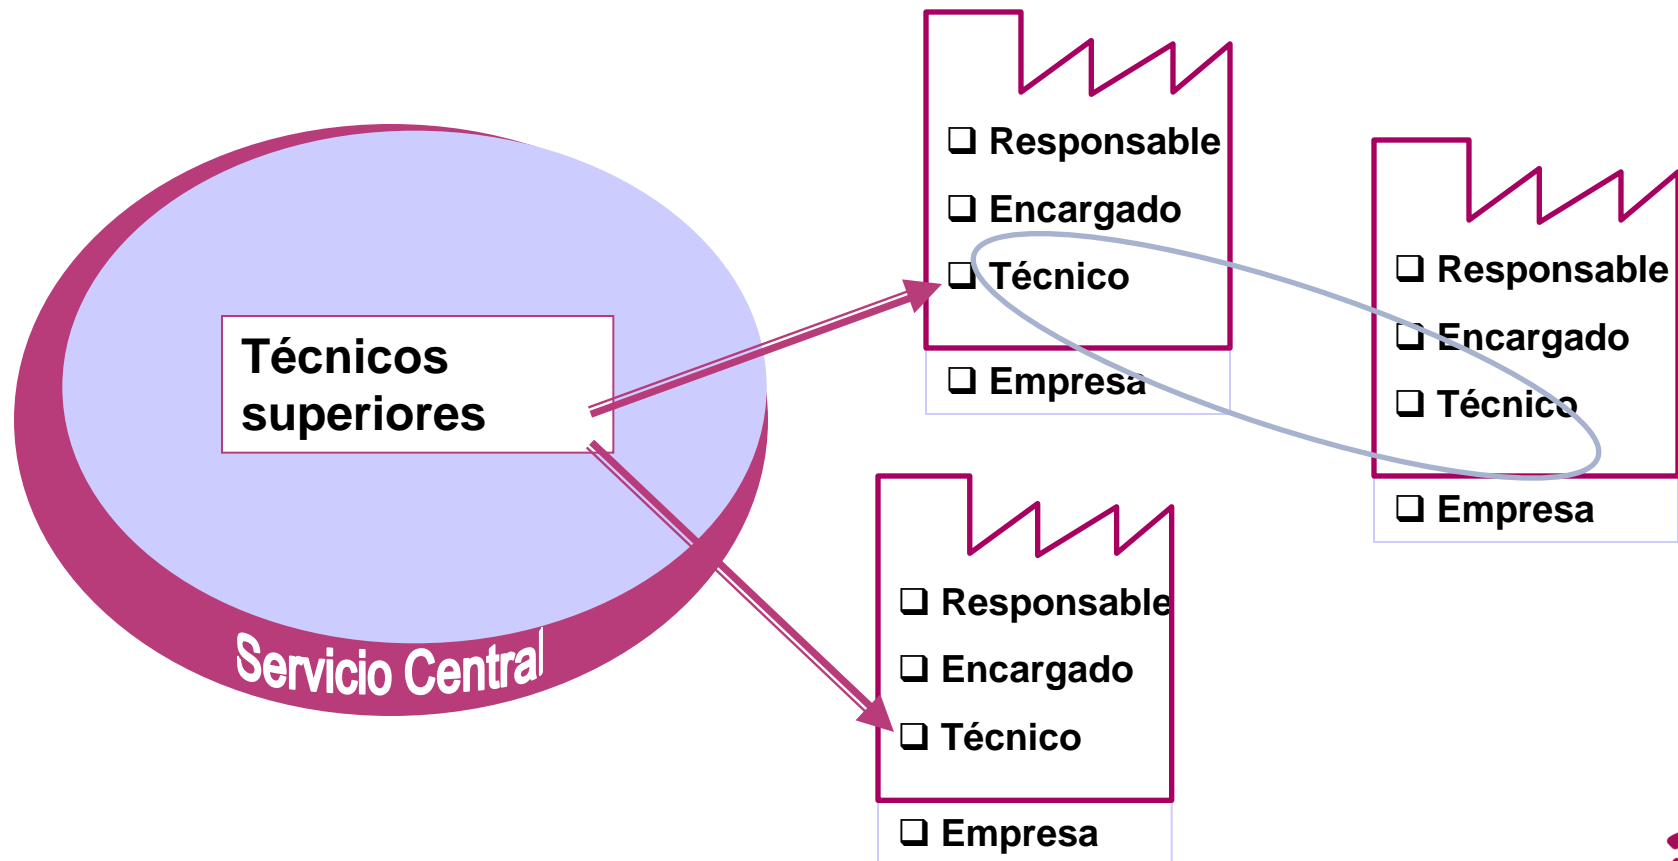 Técnicos
superiores
Servicio Central
❑ Responsable
❑ Encargado
❑ Técnico
❑ Empresa
❑ Responsable
❑ Encargado
❑ Técnico
❑ Empresa
❑ Responsable
❑ Encargado
❑ Técnico
❑ Empresa